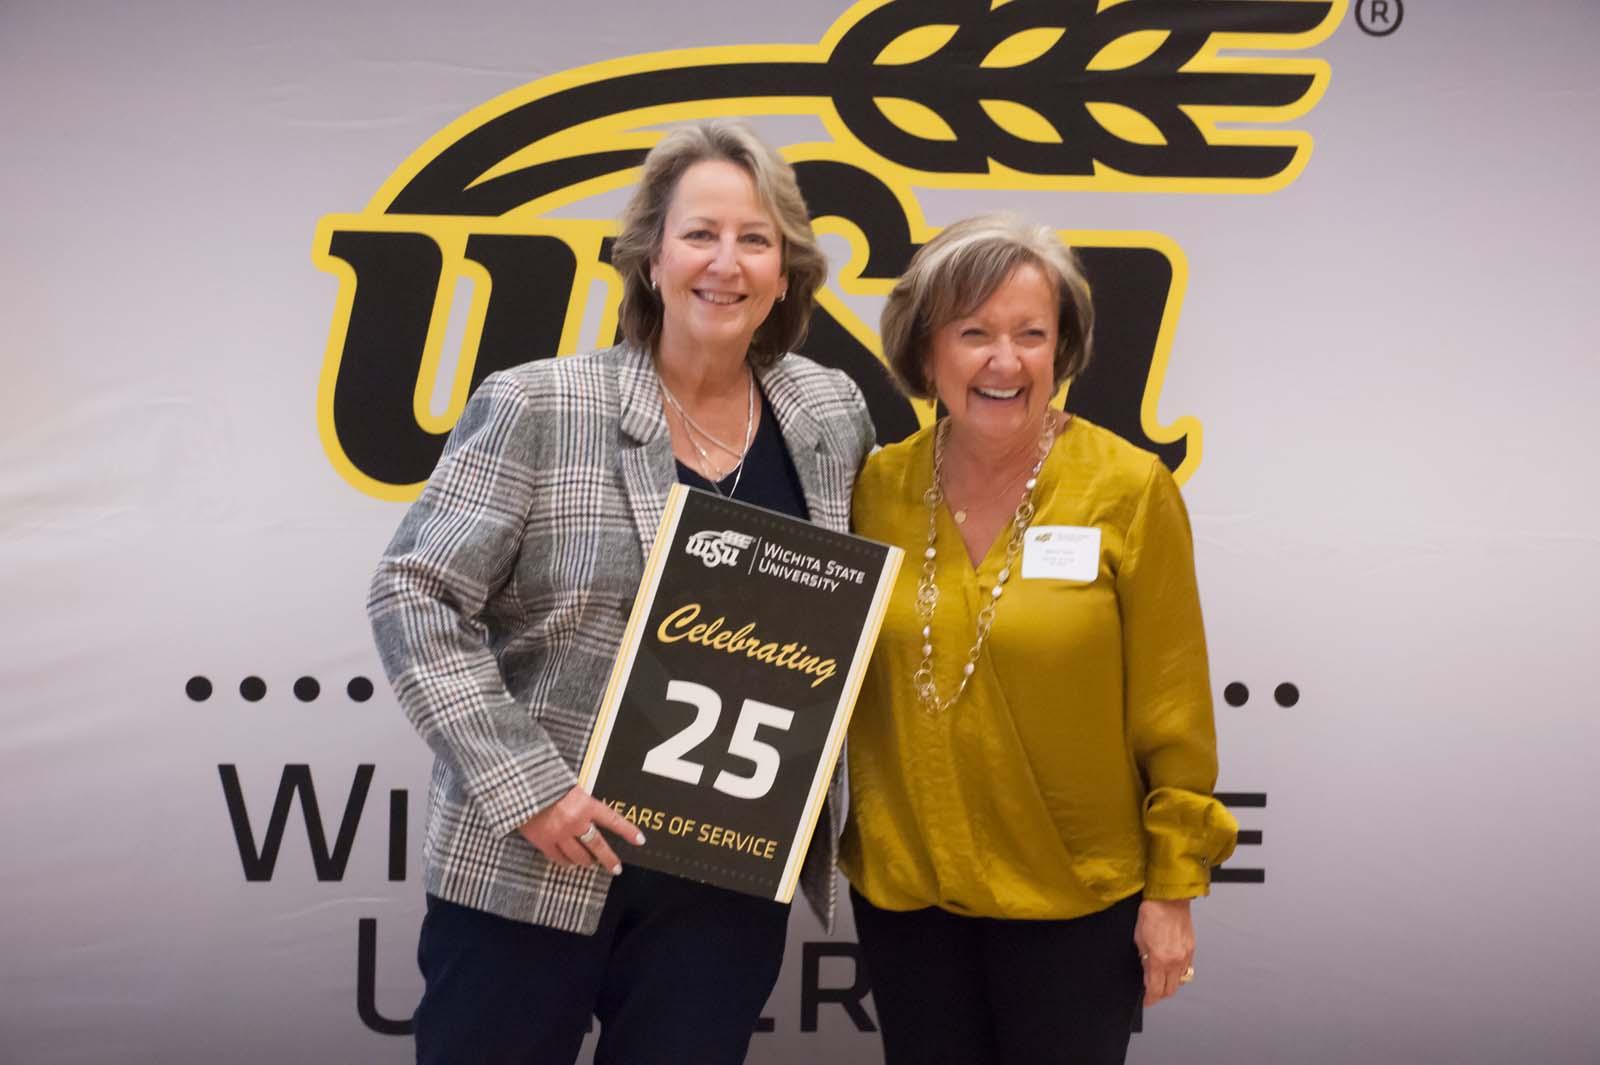 ®
WSU
WSU
WICHITA STATE
UNIVERSITY
Celebrating
25
YEARS OF SERVICE